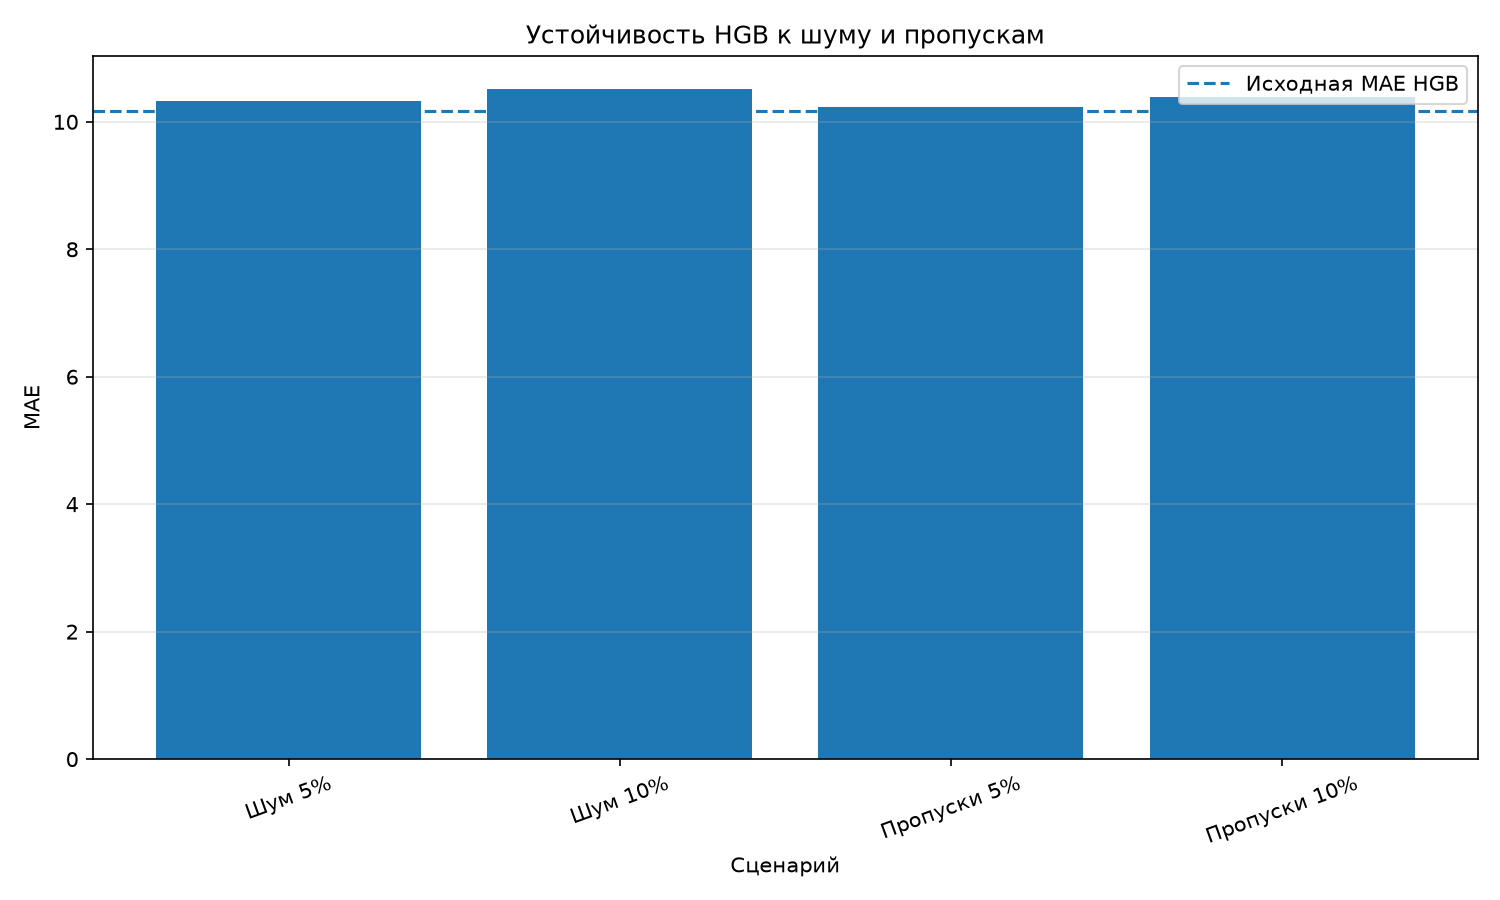 Устойчивость HGB к шуму и пропускам
Исходная MAE HGB
MAE
10
8
6
4
2
0
Шум 5%
Шум 10%
Пропуски 5%
Пропуски 10%
Сценарий